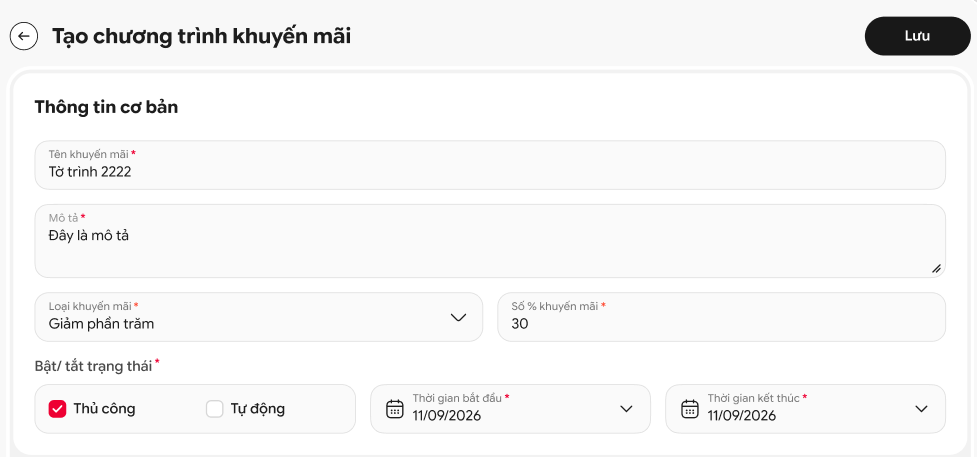 Tạo chương trình khuyến mãi
Lưu
Thông tin cơ bản
Tên khuyến mãi *
Tờ trình 2222
Mô tả *
Đây là mô tả
Loại khuyến mãi *
Giảm phần trăm
Số % khuyến mãi *
30
Bật/ tắt trạng thái *
Thủ công
Tự động
Thời gian bắt đầu *
11/09/2026
Thời gian kết thúc *
11/09/2026